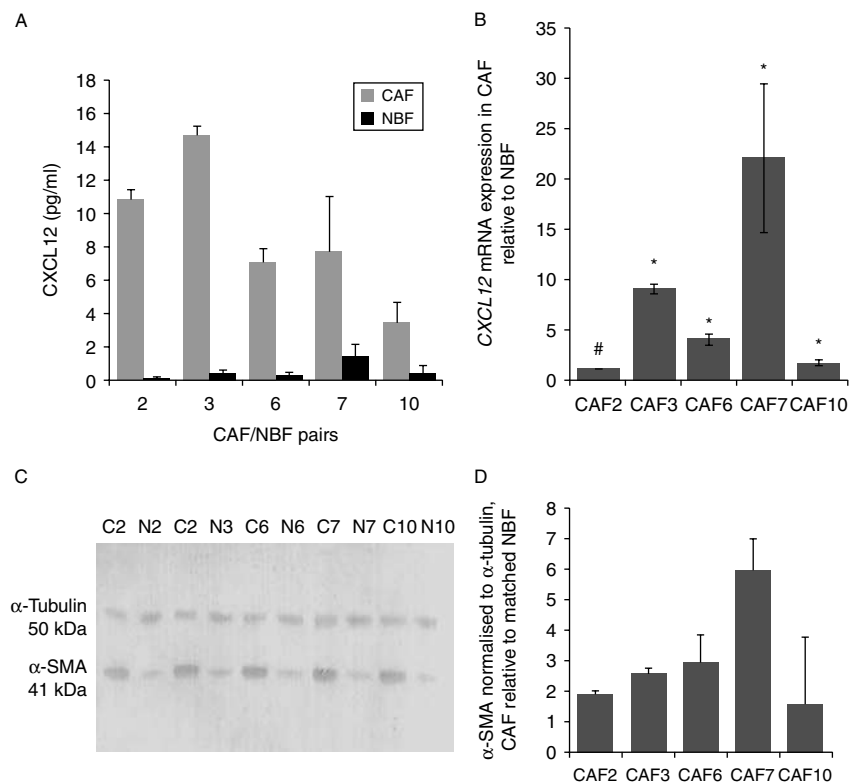 A
CXCL12 (pg/ml)
18
16
14
12
10
8
6
4
2
0
CAF
NBF
2 3 6 7 10
CAF/NBF pairs
B
CXCL12 mRNA expression in CAF
relative to NBF
35
30
25
20
15
10
5
0
#
*
*
*
*
CAF2 CAF3 CAF6 CAF7 CAF10
C
C2 N2 C2 N3 C6 N6 C7 N7 C10 N10
α-Tubulin
50 kDa
α-SMA
41 kDa
D
α-SMA normalised to α-tubulin,
CAF relative to matched NBF
8
7
6
5
4
3
2
1
0
CAF2 CAF3 CAF6 CAF7 CAF10